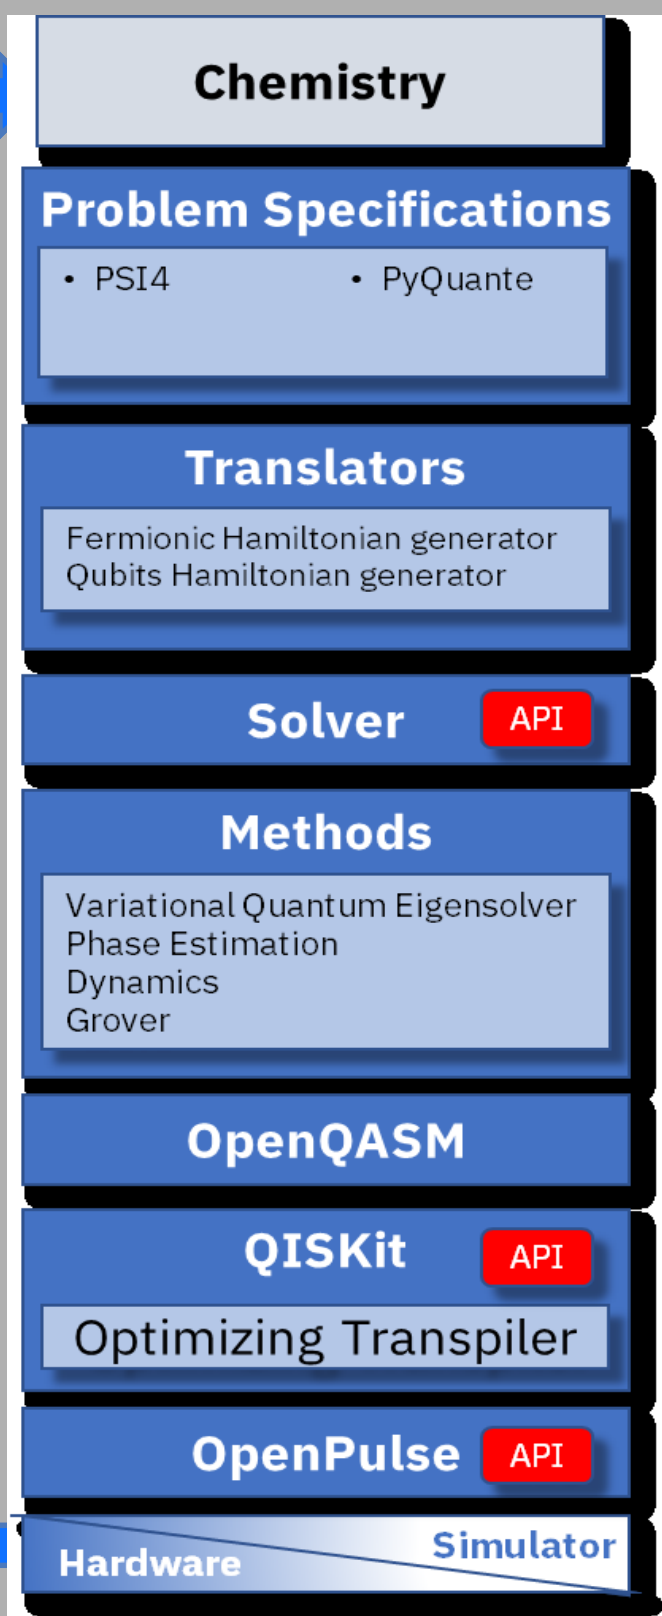 Chemistry
Problem Specifications
• PSI4 • PyQuante
Translators
Fermionic Hamiltonian generator
Qubits Hamiltonian generator
Solver API
Methods
Variational Quantum Eigensolver
Phase Estimation
Dynamics
Grover
OpenQASM
QISKit API
Optimizing Transpiler
OpenPulse API
Simulator
Hardware